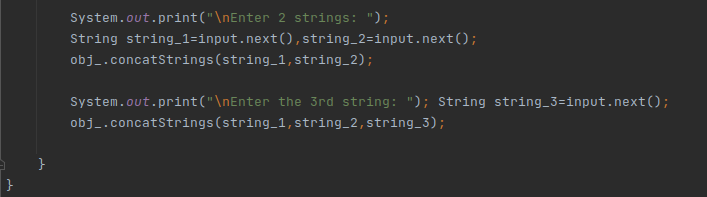 System.out.print("\nEnter 2 strings: ");
String string_1=input.next(),string_2=input.next();
obj_.concatStrings(string_1,string_2);
System.out.print("\nEnter the 3rd string: "); String string_3=input.next();
obj_.concatStrings(string_1,string_2,string_3);
}
}